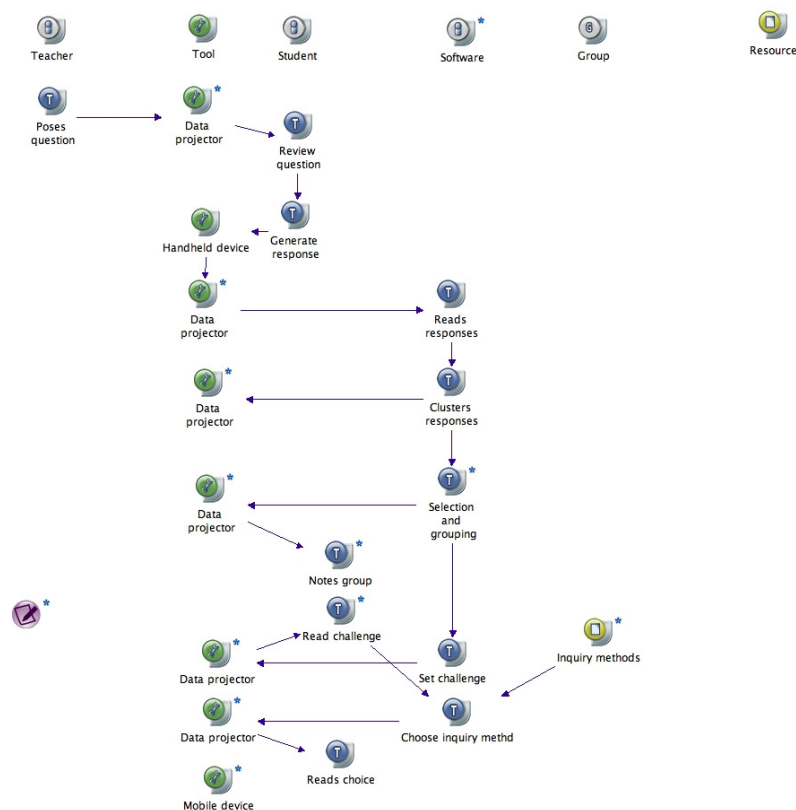 Teacher
Tool
Student
Software
Group
Resource
Poses
question
Data
projector
Review
question
Generate
response
Handheld device
Data
projector
Reads
responses
Data
projector
Clusters
responses
Data
projector
Selection
and
grouping
Notes group
Read challenge
Data projector
Set challenge
Inquiry methods
Data projector
Choose inquiry methd
Reads choice
Mobile device